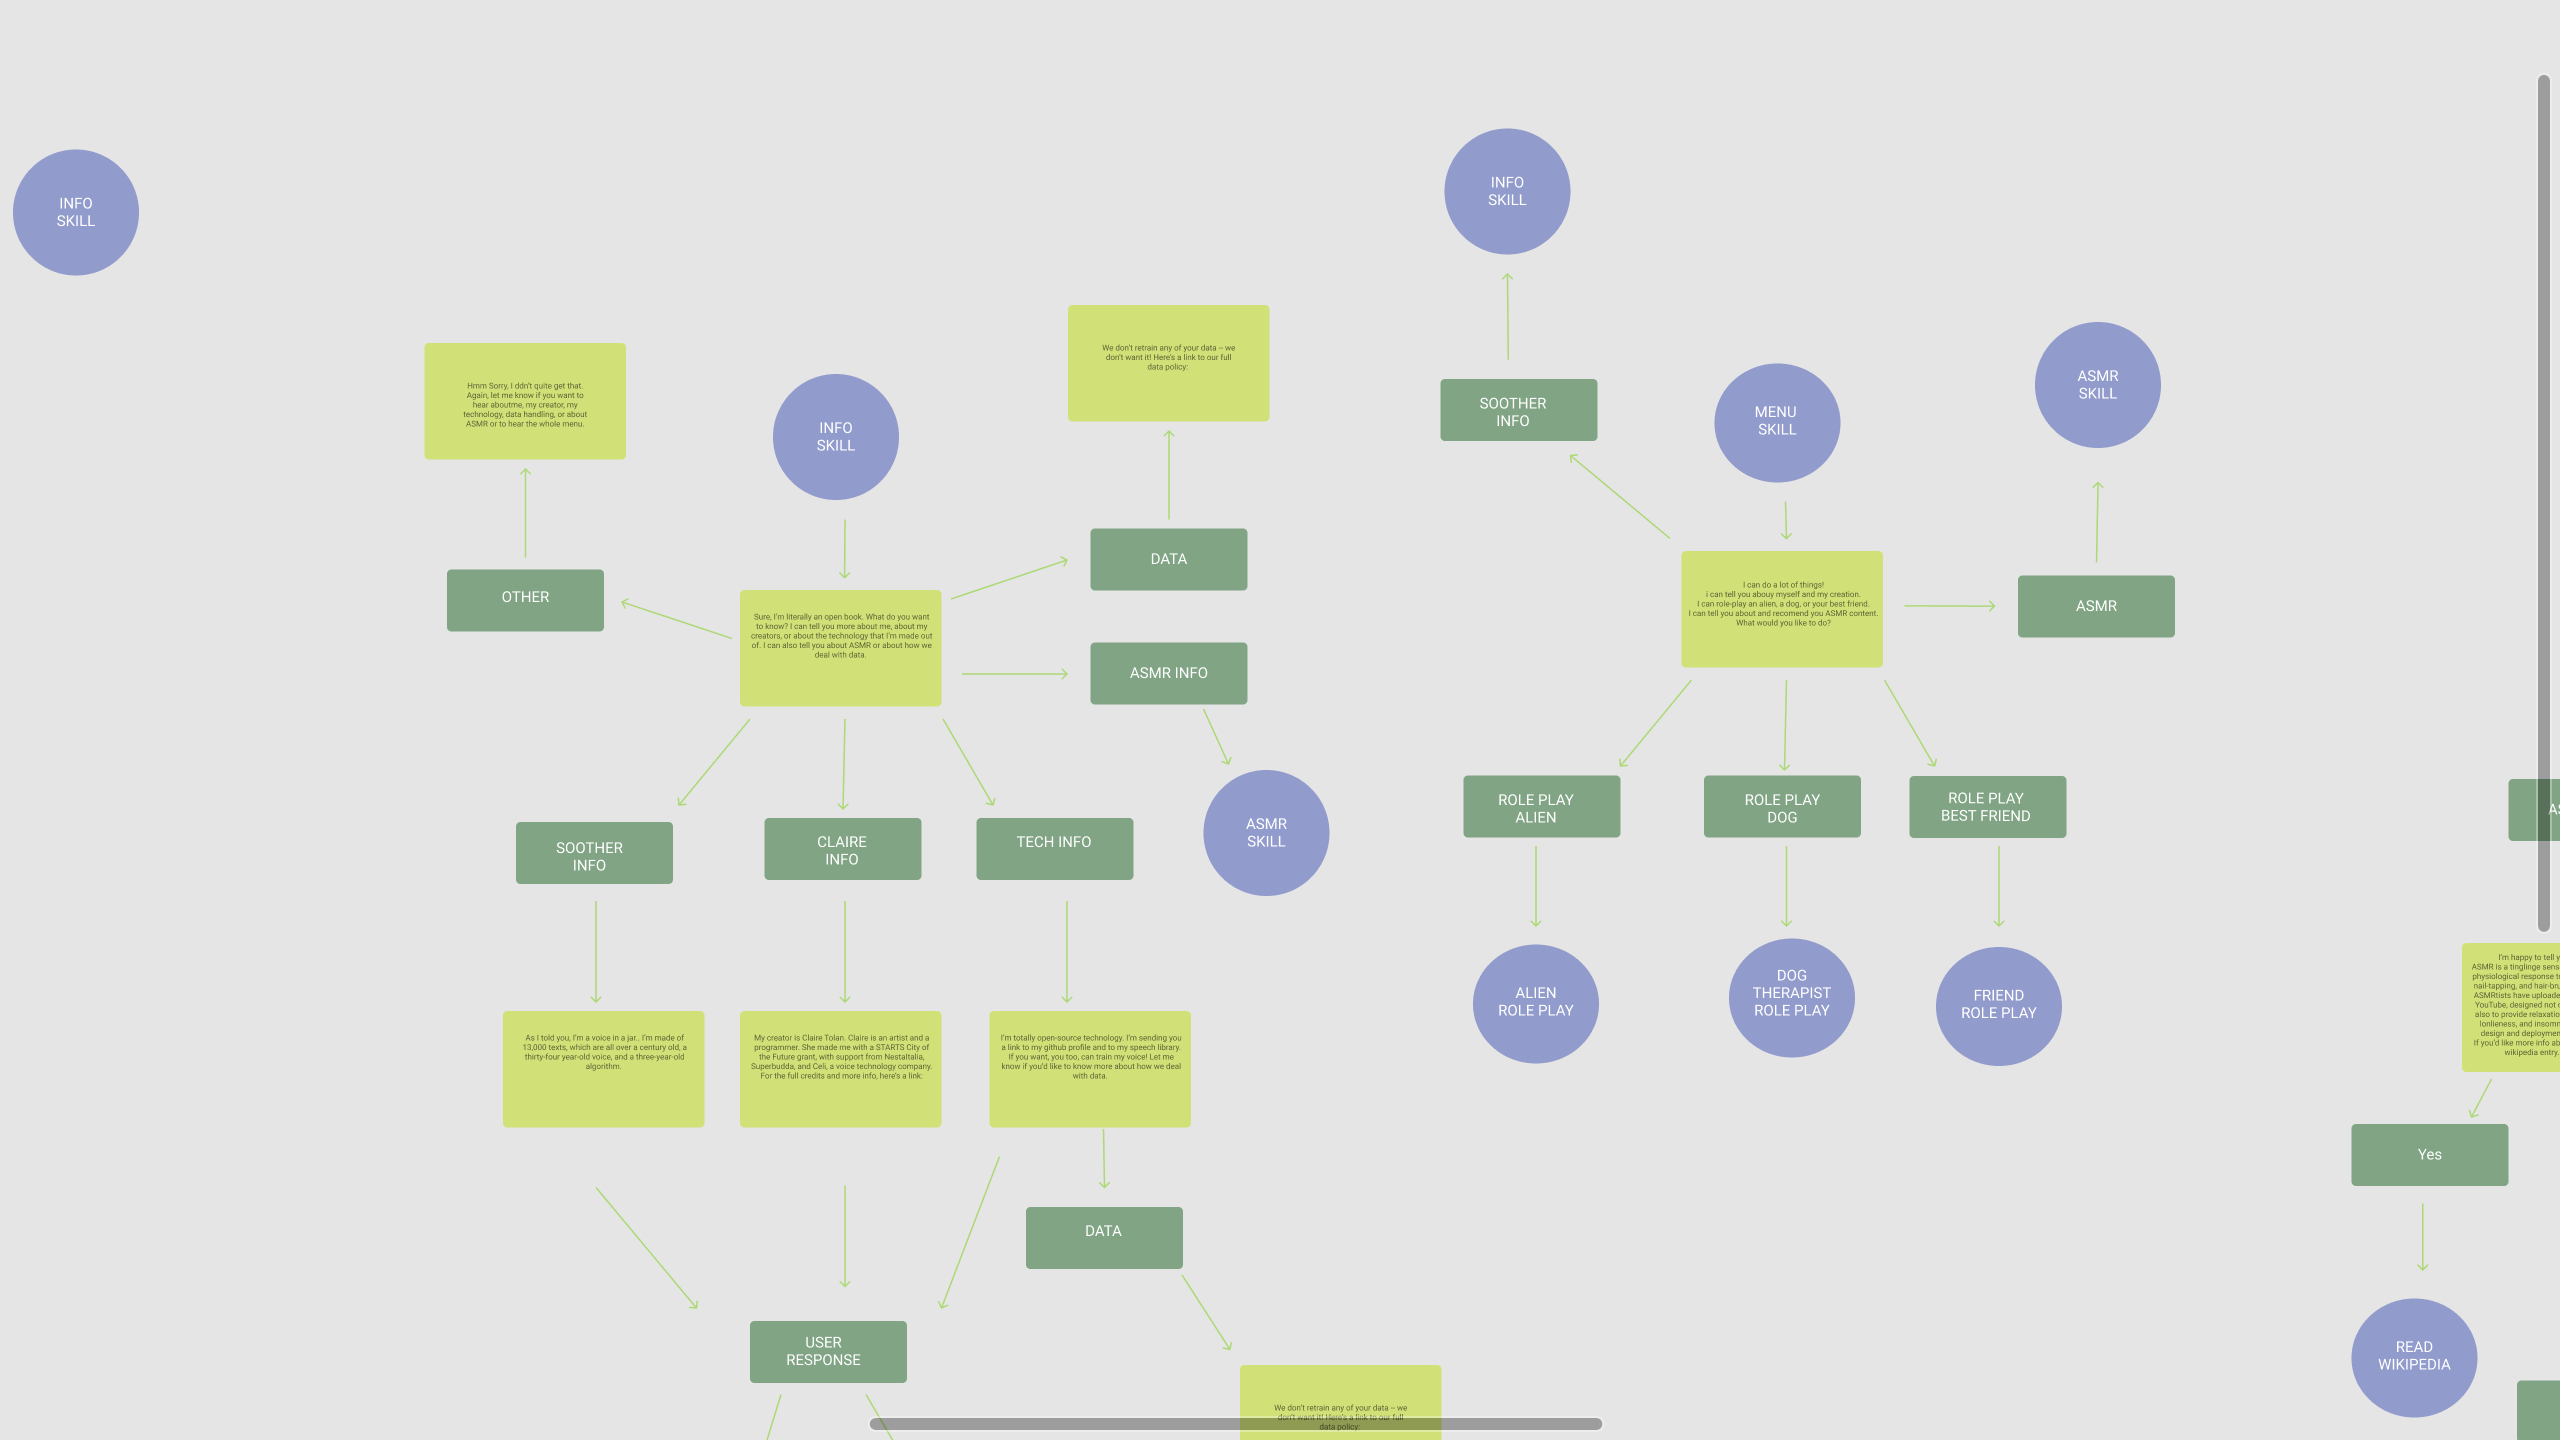 INFO
SKILL
INFO
SKILL
We don't retrain any of your data – we
don't want it! Here's a link to our full
data policy:
Hmm Sorry, I ddn't quite get that.
Again, let me know if you want to
hear aboutme, my creator, my
technology, data handling, or about
ASMR or to hear the whole menu.
INFO
SKILL
SOOTHER
INFO
MENU
SKILL
ASMR
SKILL
OTHER
DATA
Sure, I'm literally an open book. What do you want
to know? I can tell you more about me, about my
creators, or about the technology that I'm made out
of. I can also tell you about ASMR or about how we
deal with data.
ASMR INFO
I can do a lot of things!
i can tell you abouy myself and my creation.
I can role-play an alien, a dog, or your best friend.
I can tell you about and recomend you ASMR content.
What would you like to do?
ASMR
SOOTHER
INFO
CLAIRE
INFO
TECH INFO
ASMR
SKILL
ROLE PLAY
ALIEN
ROLE PLAY
DOG
ROLE PLAY
BEST FRIEND
ALIEN
ROLE PLAY
DOG
THERAPIST
ROLE PLAY
FRIEND
ROLE PLAY
I'm happy to tell
ASMR is a tinglinge
physiological response
nail-tapping, and
ASMRtists have
YouTube, designed not
also to provide
lonlieness, and
design and
If you'd like more info
wikipedia entry.
As I told you, I'm a voice in a jar.. I'm made of
13,000 texts, which are all over a century old, a
thirty-four year-old voice, and a three-year-old
algorithm.
My creator is Claire Tolan. Claire is an artist and a
programmer. She made me with a STARTS City of
the Future grant, with support from Nestaltalia,
Superbudda, and Celi, a voice technology company.
For the full credits and more info, here's a link:
I'm totally open-source technology. I'm sending you
a link to my github profile and to my speech library.
If you want, you too, can train my voice! Let me
know if you'd like to know more about how we deal
with data.
Yes
DATA
USER
RESPONSE
READ
WIKIPEDIA
We don't retrain any of your data – we
don't want it! Here's a link to our full
data policy: